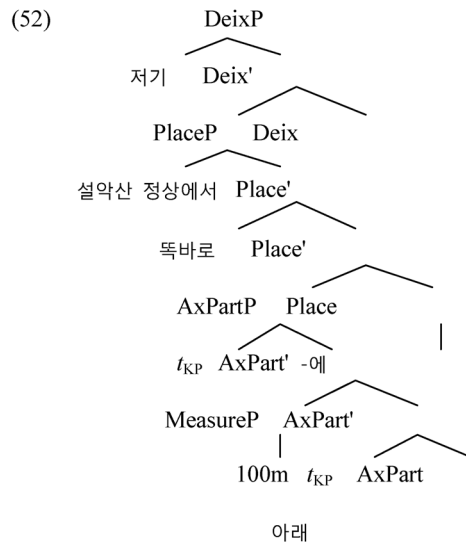 (52) DeixP
저기 Deix'
PlaceP Deix
설악산 정상에서 Place'
똑바로 Place'
AxPartP Place
tKP AxPart' -에
MeasureP AxPart'
100m tKP AxPart
아래